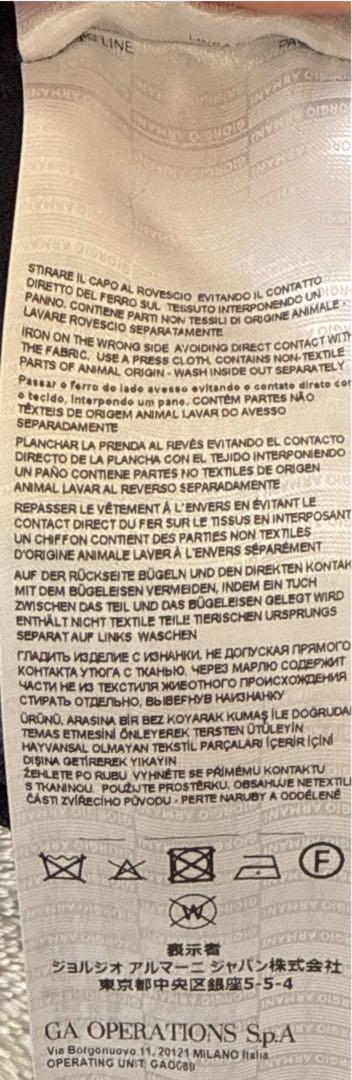 LINE
STIRARE IL CAPO AL ROVESCIO EVITANDO IL CONTATTO
DIRETTO DEL FERRO SUL TESSUTO INTERPONENDO UN
PANNO. CONTIENE PARTI NON TESSILI DI ORIGINE ANIMALE -
LAVARE ROVESCIO SEPARATAMENTE
IRON ON THE WRONG SIDE AVOIDING DIRECT CONTACT WITH
THE FABRIC. USE A PRESS CLOTH. CONTAINS NON-TEXTILE
PARTS OF ANIMAL ORIGIN - WASH INSIDE OUT SEPARATELY
Passar o ferro do lado avesso evitando o contato direto com
o tecido, interpondo um pano. CONTÉM PARTES NÃO
TÊXTEIS DE ORIGEM ANIMAL LAVAR DO AVESSO
SEPARADAMENTE
PLANCHAR LA PRENDA AL REVÉS EVITANDO EL CONTACTO
DIRECTO DE LA PLANCHA CON EL TEJIDO INTERPONIENDO
UN PAÑO CONTIENE PARTES NO TEXTILES DE ORIGEN
ANIMAL LAVAR AL REVERSO SEPARADAMENTE
REPASSER LE VÊTEMENT À L'ENVERS EN ÉVITANT LE
CONTACT DIRECT DU FER SUR LE TISSUS EN INTERPOSANT
UN CHIFFON CONTIENT DES PARTIES NON TEXTILES
D'ORIGINE ANIMALE LAVER À L'ENVERS SÉPARÉMENT
AUF DER RÜCKSEITE BÜGELN UND DEN DIREKTEN KONTAK
MIT DEM BÜGELEISEN VERMEIDEN, INDEM EIN TUCH
ZWISCHEN DAS TEIL UND DAS BÜGELEISEN GELEGT WIRD
ENTHÄLT NICHT TEXTILE TEILE TIERISCHEN URSPRUNGS
SEPARAT AUF LINKS WASCHEN
ГЛАДИТЬ ИЗДЕЛИЕ С ИЗНАНКИ, НЕ ДОПУСКАЯ ПРЯМОГО
КОНТАКТА УТЮГА С ТКАНЬЮ, ЧЕРЕЗ МАРЛЮ СОДЕРЖИТ
ЧАСТИ НЕ ИЗ ТЕКСТИЛЯ ЖИВОТНОГО ПРОИСХОЖДЕНИЯ
СТИРАТЬ ОТДЕЛЬНО, ВЫВЕРНУВ НАИЗНАНКУ
ÜRÜNÜ, ARASINA BİR BEZ KOYARAK KUMAŞ İLE DOĞRUDAN
TEMAS ETMESİNİ ÖNLEYEREK TERSTEN ÜTÜLEYİN
HAYVANSAL OLMAYAN TEKSTİL PARÇALARI İÇERİR İÇİNİ
DIŞINA GETİREREK YIKAYIN
ŽEHLETE PO RUBU VYHNĚTE SE PŘÍMÉMU KONTAKTU
S TKANINOU. POUŽIJTE PROSTĚRKU. OBSAHUJE NETEXTILNÍ
ČÁSTI ZVÍŘECÍHO PŮVODU - PERTE NARUBY A ODDĚLENĚ
F
W
表示者
ジョルジオ アルマーニ ジャパン株式会社
東京都中央区銀座5-5-4
GA OPERATIONS S.p.A
Via Borgonuovo 11, 20121 MILANO Italia
OPERATING UNIT: GAO089